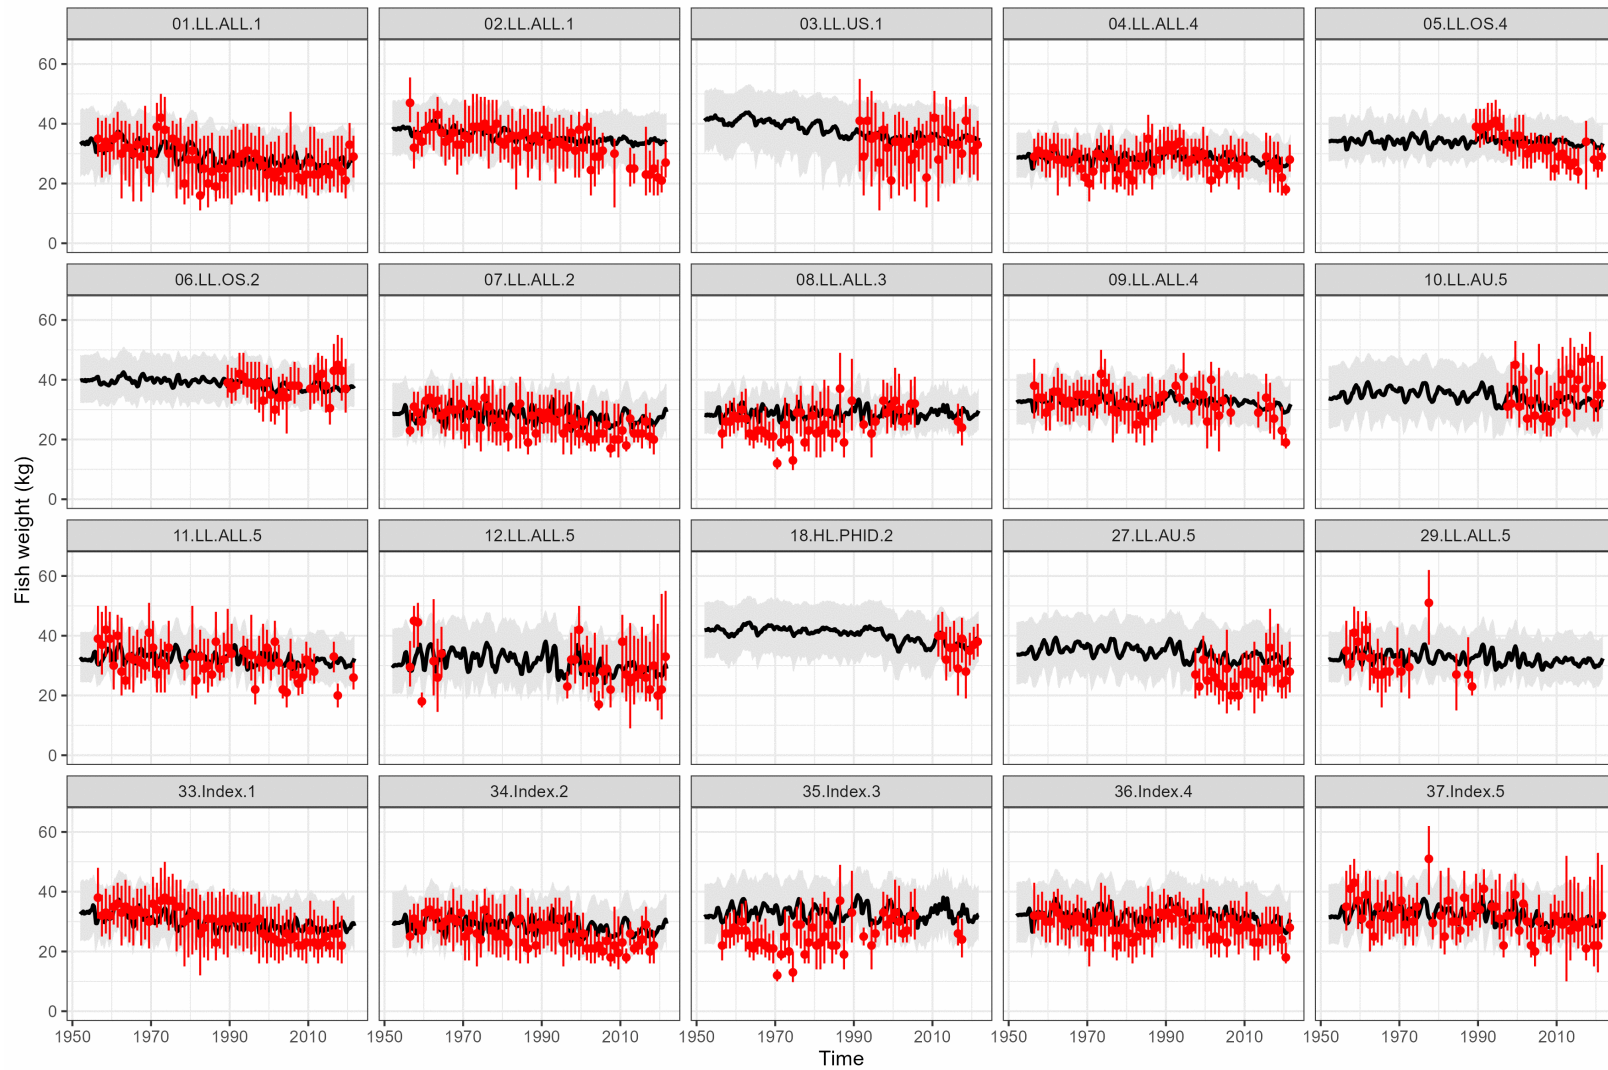 01.LL.ALL.1 02.LL.ALL.1 03.LL.US.1 04.LL.ALL.4 05.LL.OS.4
60
40
20
0
06.LL.OS.2 07.LL.ALL.2 08.LL.ALL.3 09.LL.ALL.4 10.LL.AU.5
60
40
20
0
Fish weight (kg)
11.LL.ALL.5 12.LL.ALL.5 18.HL.PHID.2 27.LL.AU.5 29.LL.ALL.5
60
40
20
0
33.Index.1 34.Index.2 35.Index.3 36.Index.4 37.Index.5
60
40
20
0
1950 1970 1990 2010 1950 1970 1990 2010 1950 1970 1990 2010 1950 1970 1990 2010 1950 1970 1990 2010
Time